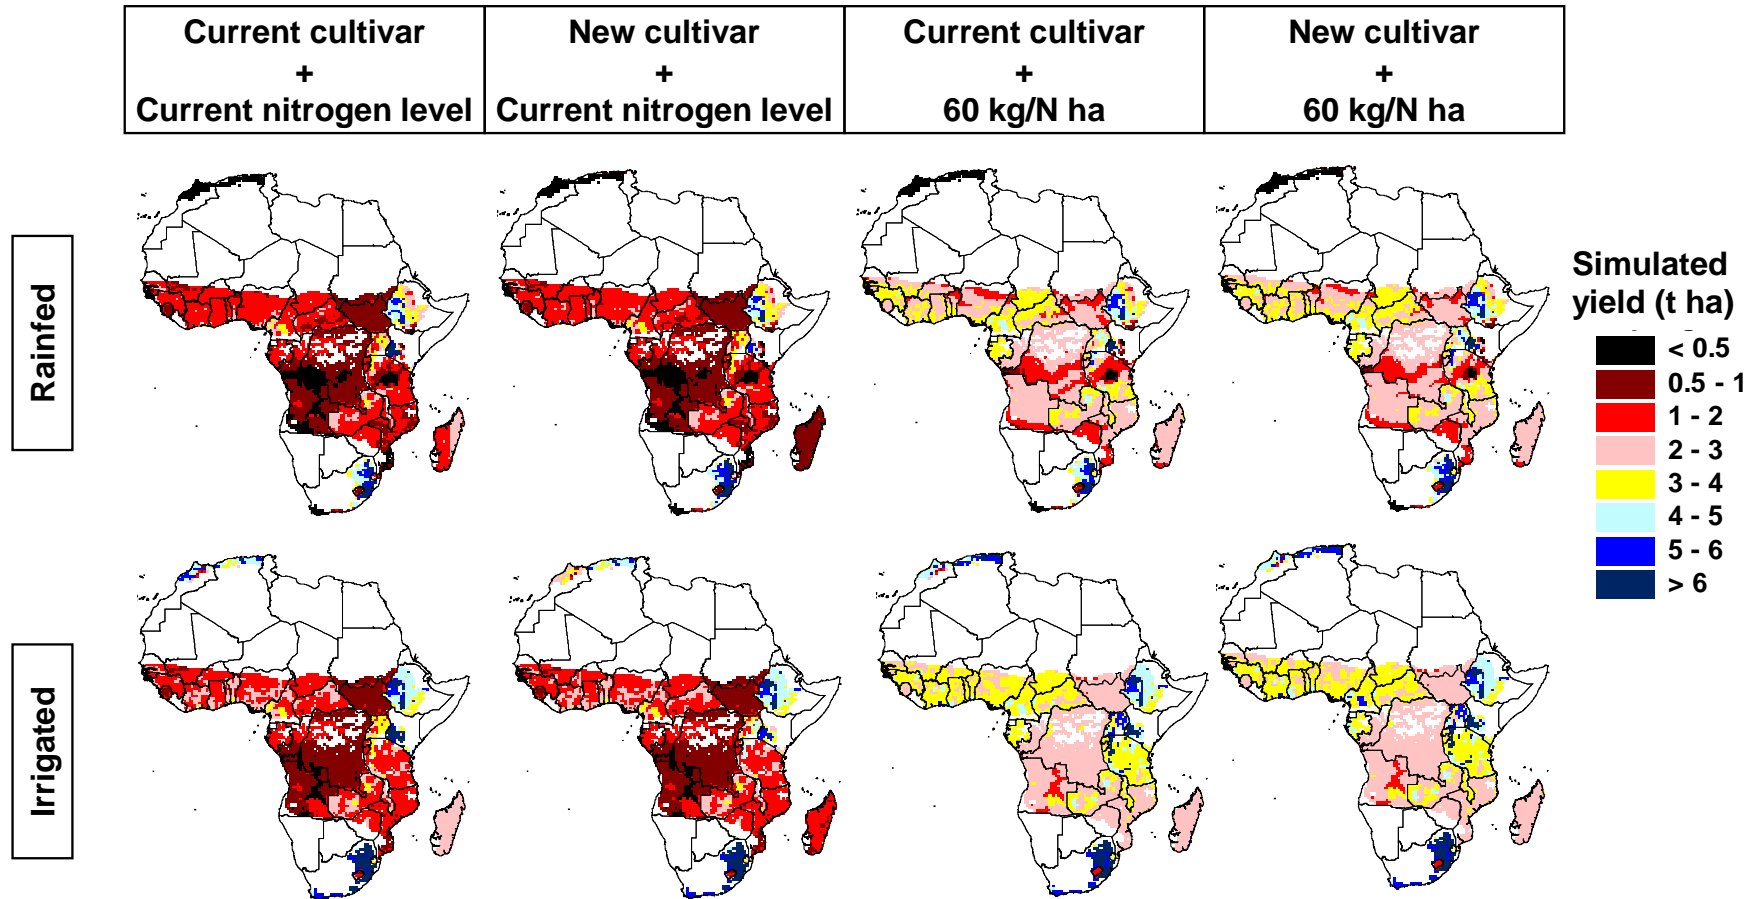 Current cultivar
+
Current nitrogen level
New cultivar
+
Current nitrogen level
Current cultivar
+
60 kg/N ha
New cultivar
+
60 kg/N ha
Rainfed
Irrigated
Simulated
yield (t ha)
< 0.5
0.5 - 1
1 - 2
2 - 3
3 - 4
4 - 5
5 - 6
> 6